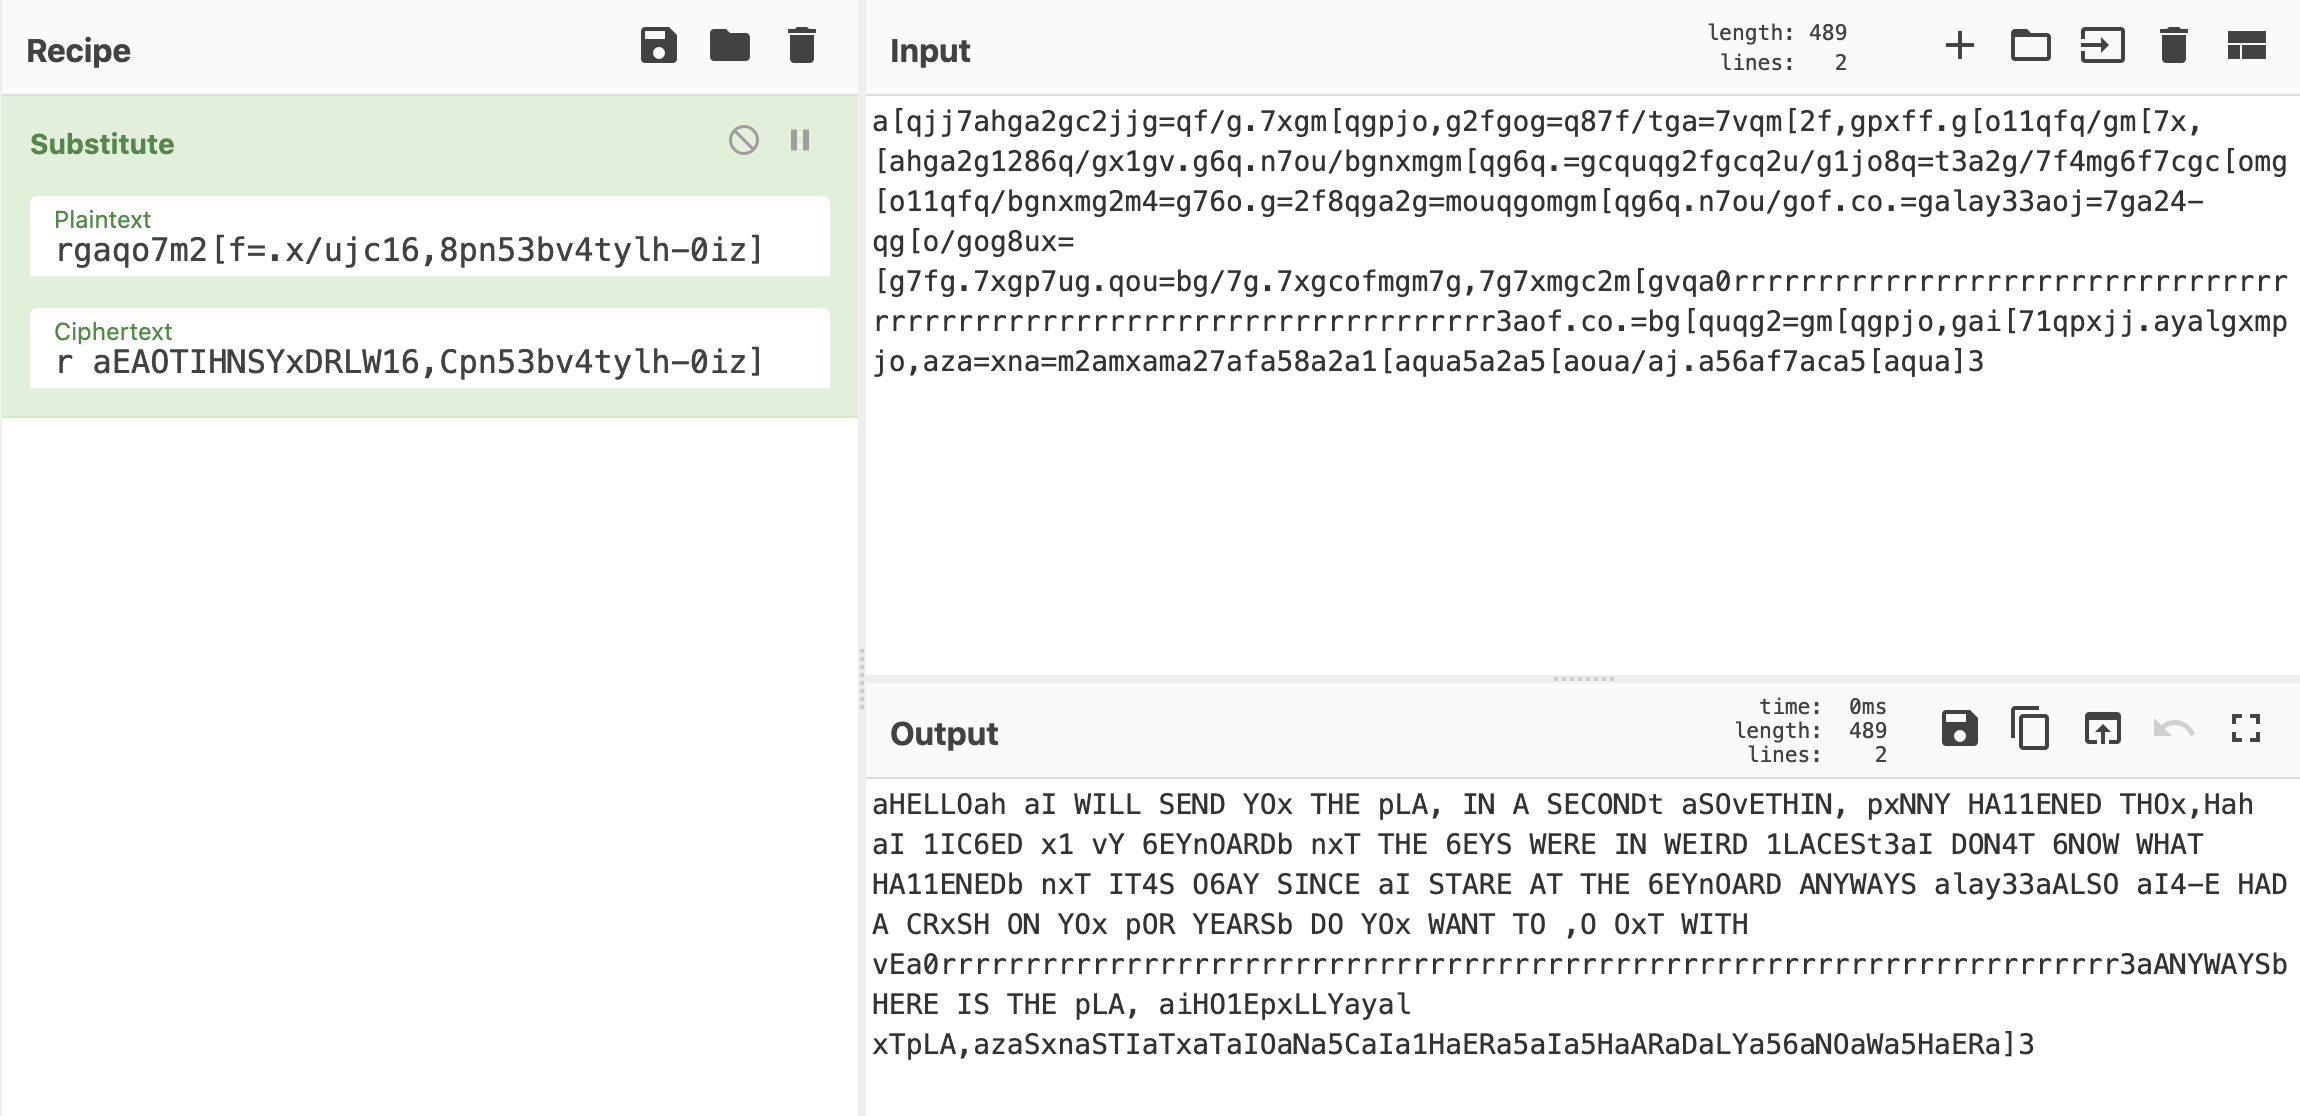 Recipe
Input
length: 489
lines: 2
Substitute
Plaintext
rgaqo7m2[f=.x/ujc16,8pn53bv4tylh-0iz]
Ciphertext
r aEAOTIHNSYxDRLW16,Cpn53bv4tylh-0iz]
a[qjj7ahga2gc2jjg=qf/g.7xgm[qgpjo,g2fgog=q87f/tga=7vqm[2f,gpxff.g[o11qfq/gm[7x,
[ahga2g1286q/gx1gv.g6q.n7ou/bgnxmgm[qg6q.=gcquqg2fgcq2u/g1jo8q=t3a2g/7f4mg6f7cgc[omg
[o11qfq/bgnxmg2m4=g76o.g=2f8qga2g=mouqgomgm[qg6q.n7ou/gof.co.=galay33aoj=7ga24-
qg[o/gog8ux=
[g7fg.7xgp7ug.qou=bg/7g.7xgcofmgm7g,7g7xmgc2m[gvqa0rrrrrrrrrrrrrrrrrrrrrrrrrrrrrrrrr
rrrrrrrrrrrrrrrrrrrrrrrrrrrrrrrrrrrrr3aof.co.=bg[quqg2=gm[qgpjo,gai[71qpxjj.ayalgxmp
jo,aza=xna=m2amxama27afa58a2a1[aqua5a2a5[aoua/aj.a56af7aca5[aqua]3
Output
time: 0ms
length: 489
lines: 2
aHELLOah aI WILL SEND YOx THE pLA, IN A SECONDt aSOvETHIN, pxNNY HA11ENED THOx,Hah
aI 1IC6ED x1 vY 6EYnOARDb nxT THE 6EYS WERE IN WEIRD 1LACESt3aI DON4T 6NOW WHAT
HA11ENEDb nxT IT4S O6AY SINCE aI STARE AT THE 6EYnOARD ANYWAYS alay33aALSO aI4-E HAD
A CRxSH ON YOx pOR YEARSb DO YOx WANT TO ,O OxT WITH
vEa0rrrrrrrrrrrrrrrrrrrrrrrrrrrrrrrrrrrrrrrrrrrrrrrrrrrrrrrrrrrrrrrrrrrrrr3aANYWAYSb
HERE IS THE pLA, aiHO1EpxLLYayal
xTpLA,azaSxnaSTIaTxaTaIOaNa5CaIa1HaERa5aIa5HaARaDaLYa56aNOaWa5HaERa]3